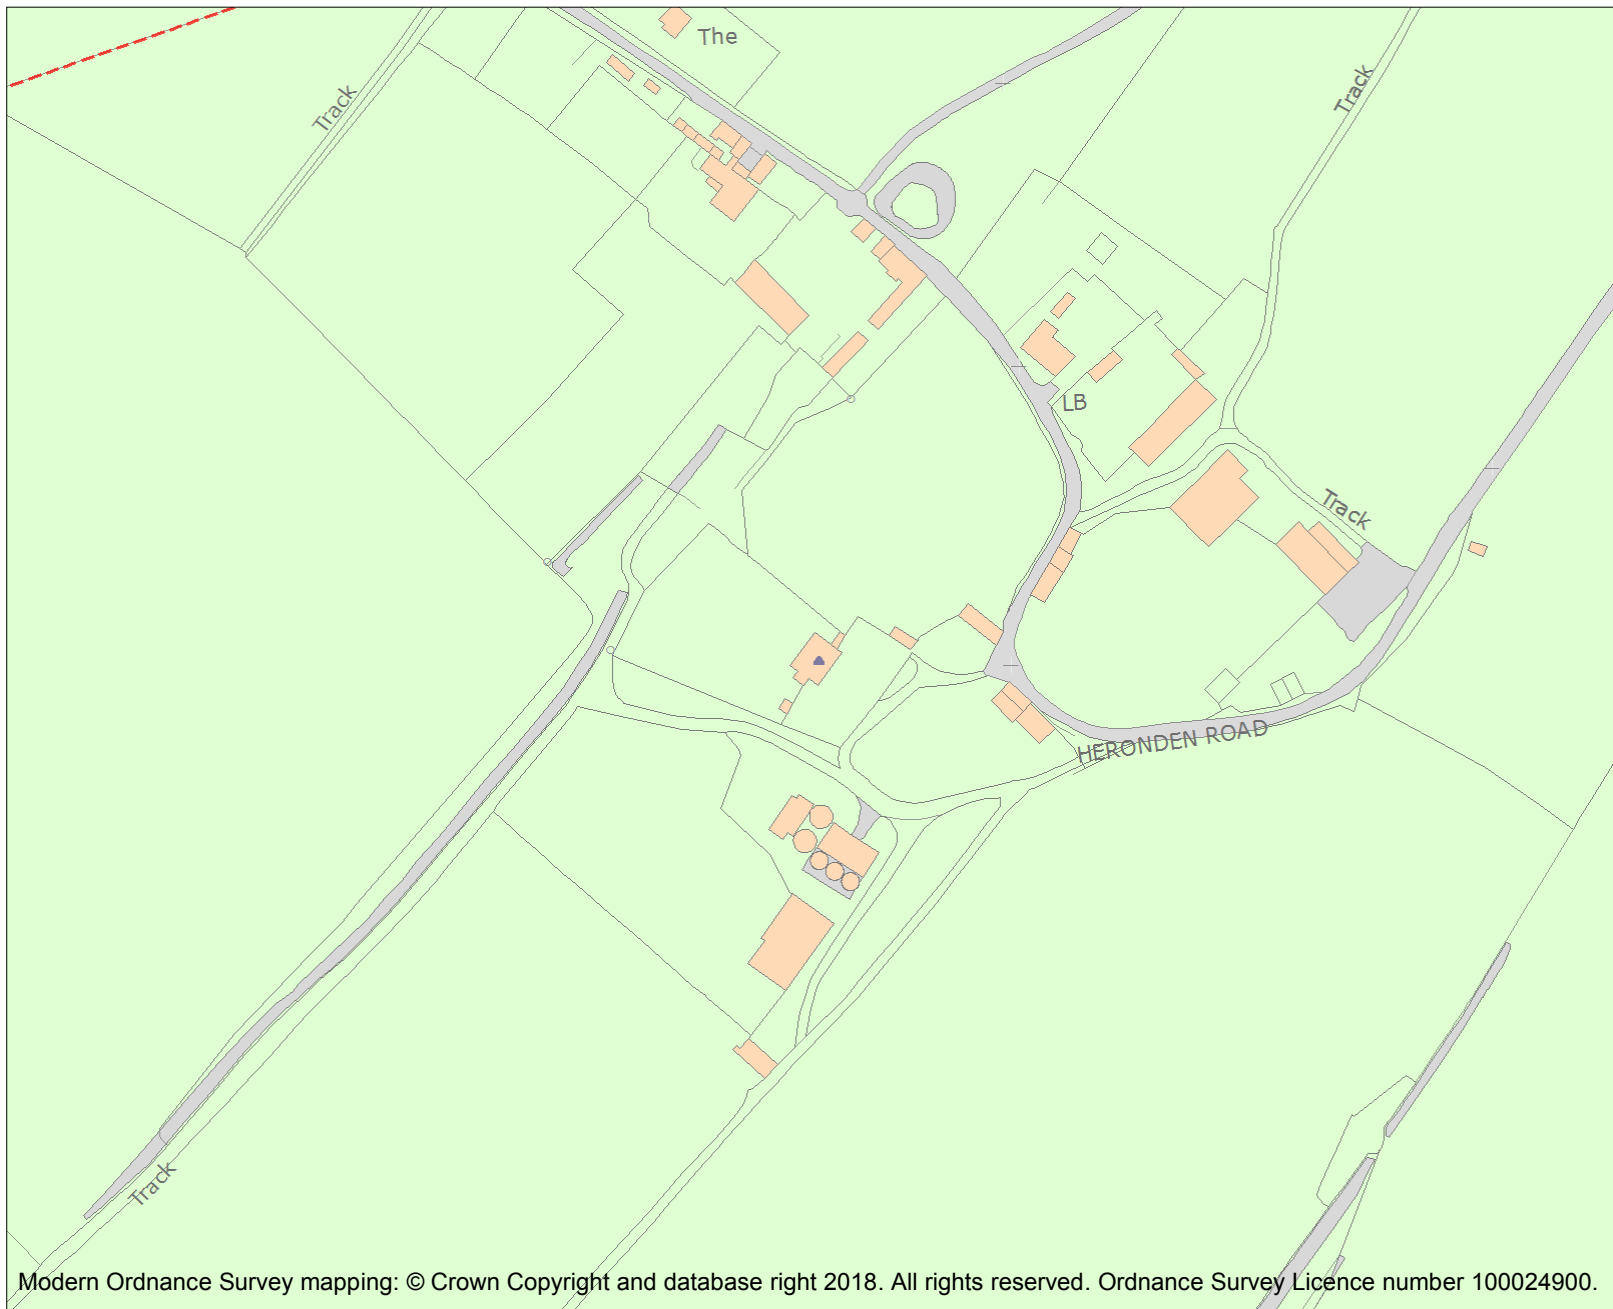 The
Track
Track
LB
Track
HERONDEN ROAD
Track
Modern Ordnance Survey mapping: © Crown Copyright and database right 2018. All rights reserved. Ordnance Survey Licence number 100024900.